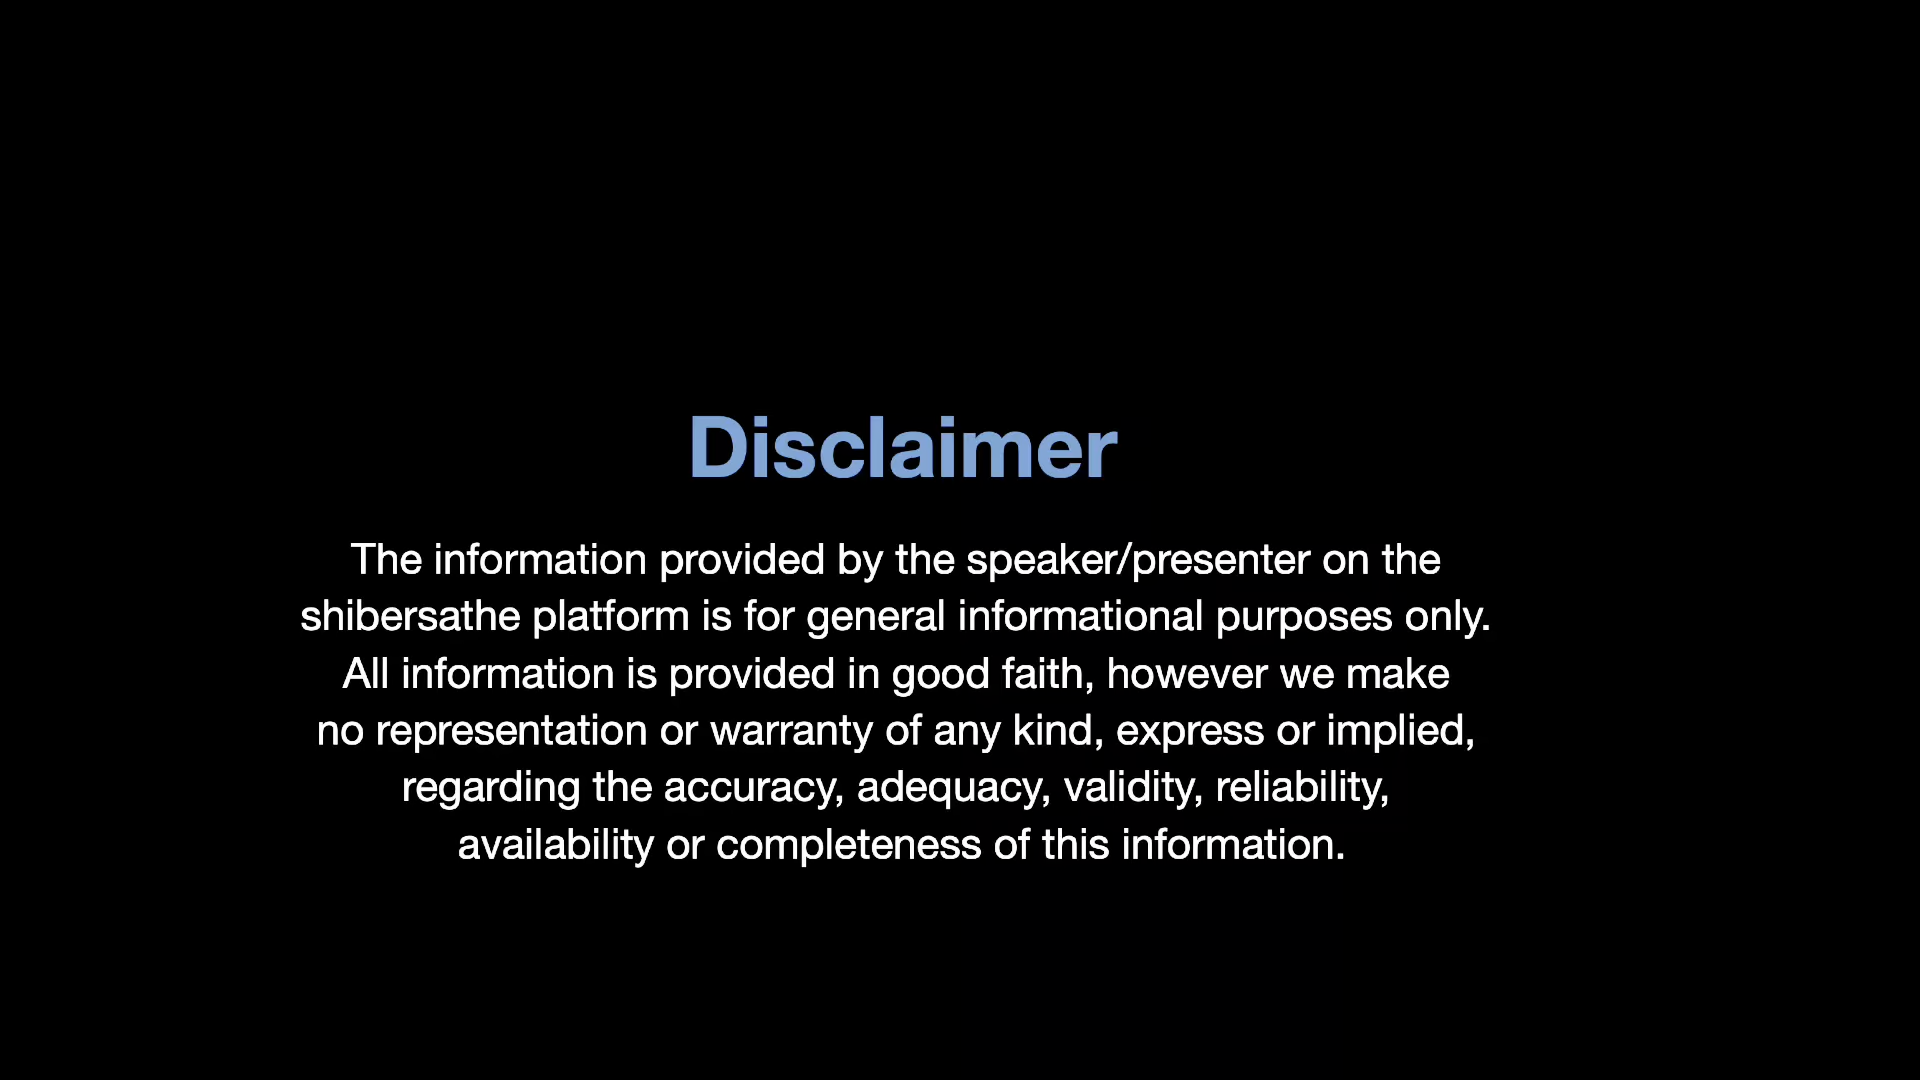 Disclaimer
The information provided by the speaker/presenter on the
shibersathe platform is for general informational purposes only.
All information is provided in good faith, however we make
no representation or warranty of any kind, express or implied,
regarding the accuracy, adequacy, validity, reliability,
availability or completeness of this information.